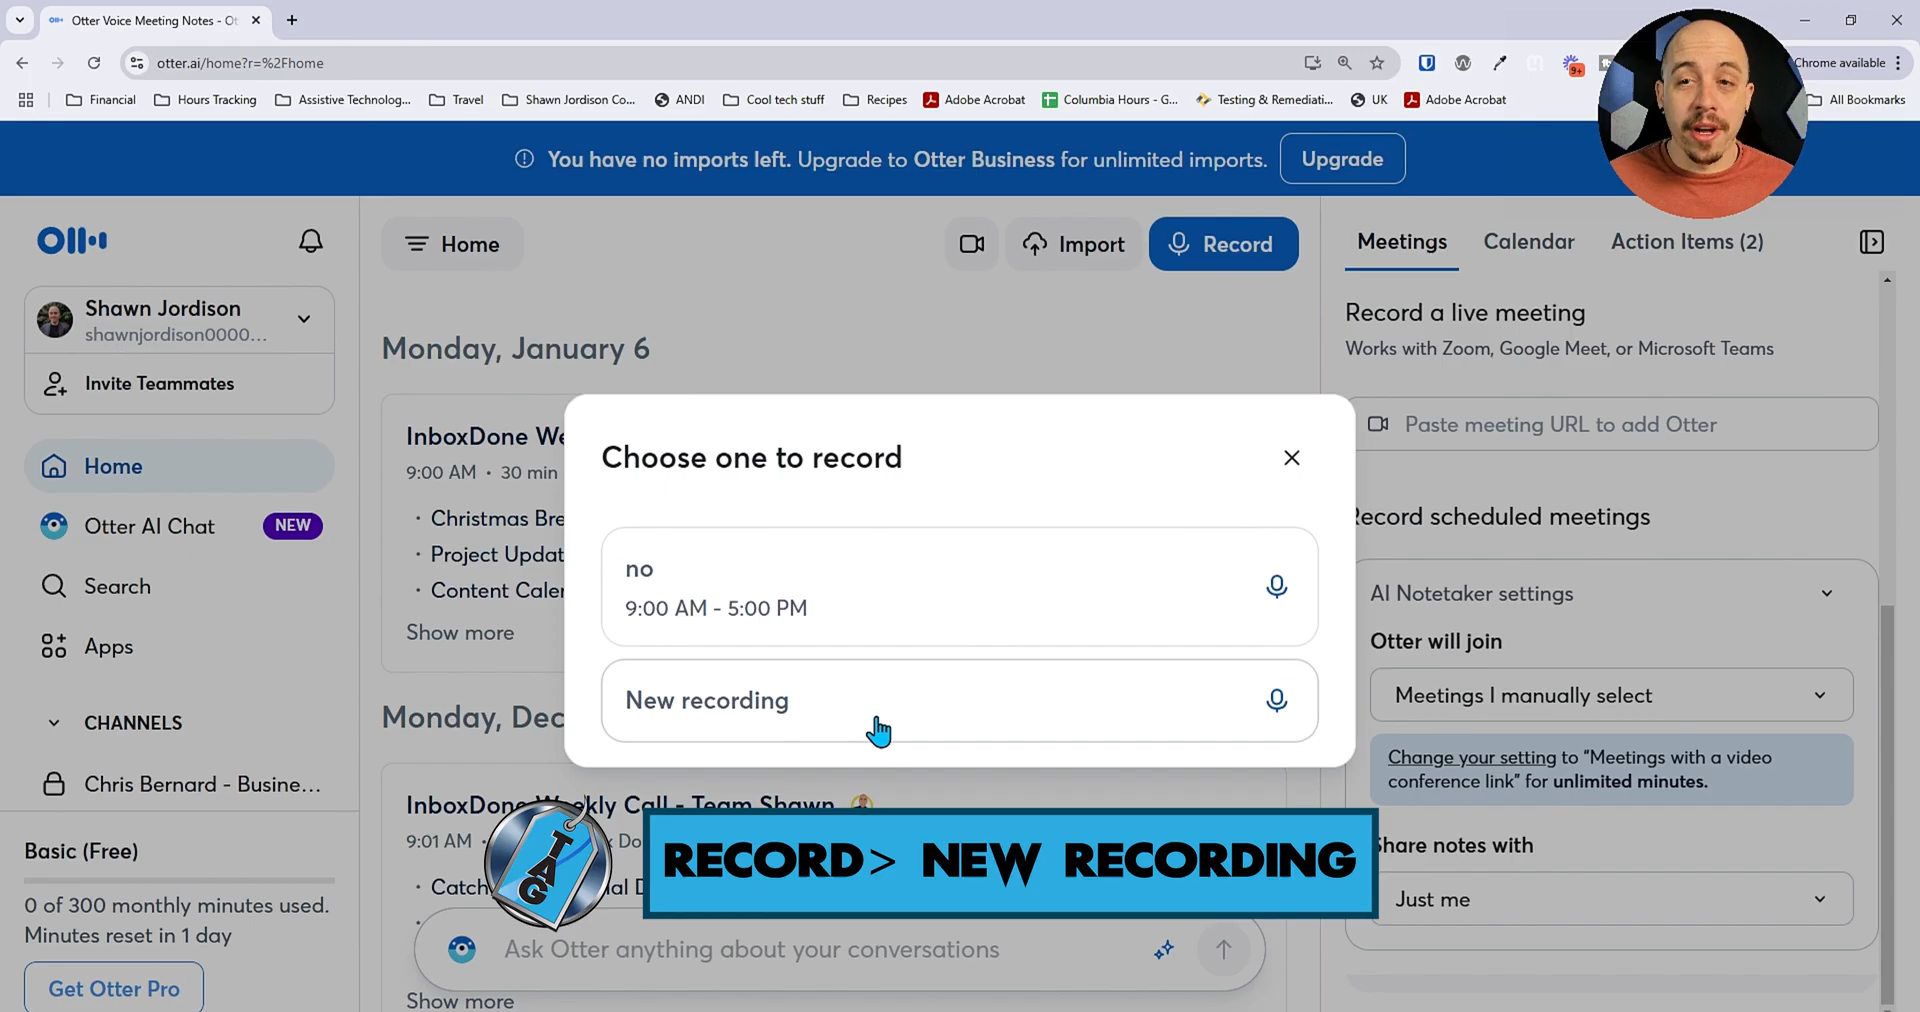 Otter Voice Meeting Notes - Ot
otter.ai/home?r=%2Fhome
9+
Chrome available
Financial
Hours Tracking
Assistive Technolog...
Travel
Shawn Jordison Co...
ANDI
Cool tech stuff
Recipes
Adobe Acrobat
Columbia Hours - G...
Testing & Remediati...
UK
Adobe Acrobat
All Bookmarks
You have no imports left. Upgrade to Otter Business for unlimited imports.
Upgrade
Home
Import
Record
Meetings
Calendar
Action Items (2)
Shawn Jordison
shawnjordison0000...
Invite Teammates
Home
Otter AI Chat
NEW
Search
Apps
CHANNELS
Chris Bernard - Busine...
Basic (Free)
0 of 300 monthly minutes used.
Minutes reset in 1 day
Get Otter Pro
Monday, January 6
InboxDone We
9:00 AM • 30 min
· Christmas Bre
· Project Updat
· Content Caler
Show more
Monday, Dec
InboxDone Weekly Call - Team Shawn
9:01 AM
Show more
Choose one to record
no
9:00 AM - 5:00 PM
New recording
TAG
RECORD> NEW RECORDING
Ask Otter anything about your conversations
Record a live meeting
Works with Zoom, Google Meet, or Microsoft Teams
Paste meeting URL to add Otter
Record scheduled meetings
AI Notetaker settings
Otter will join
Meetings I manually select
Change your setting to "Meetings with a video
conference link" for unlimited minutes.
Share notes with
Just me